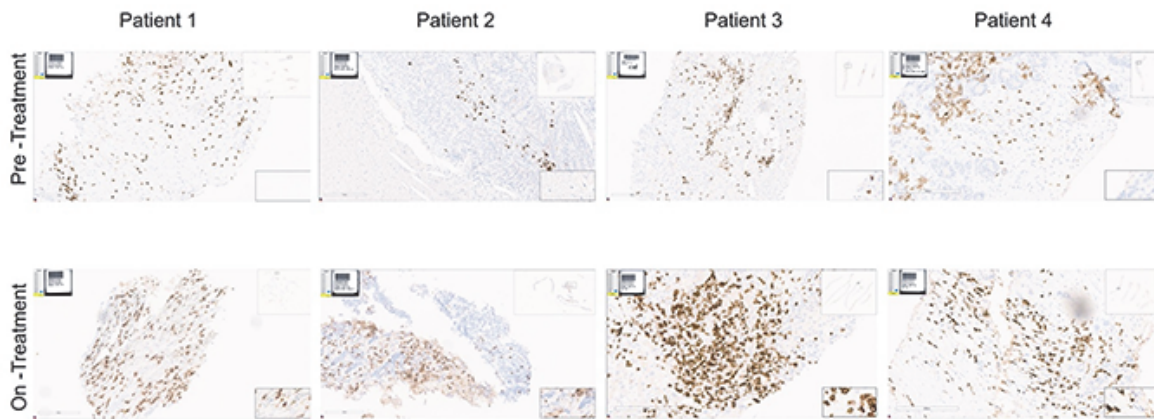 Patient 1
Patient 2
Patient 3
Patient 4
Pre -Treatment
On -Treatment